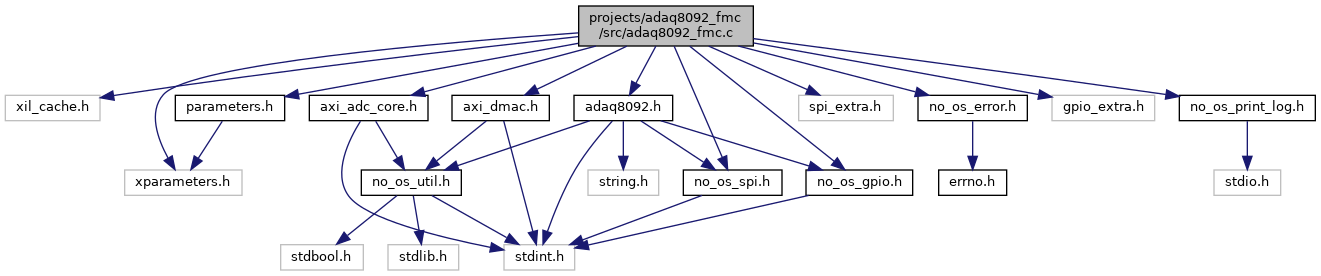 projects/adaq8092_fmc
/src/adaq8092_fmc.c
xil_cache.h
parameters.h
axi_adc_core.h
axi_dmac.h
adaq8092.h
spi_extra.h
no_os_error.h
gpio_extra.h
no_os_print_log.h
xparameters.h
no_os_util.h
string.h
no_os_spi.h
no_os_gpio.h
errno.h
stdio.h
stdbool.h
stdlib.h
stdint.h